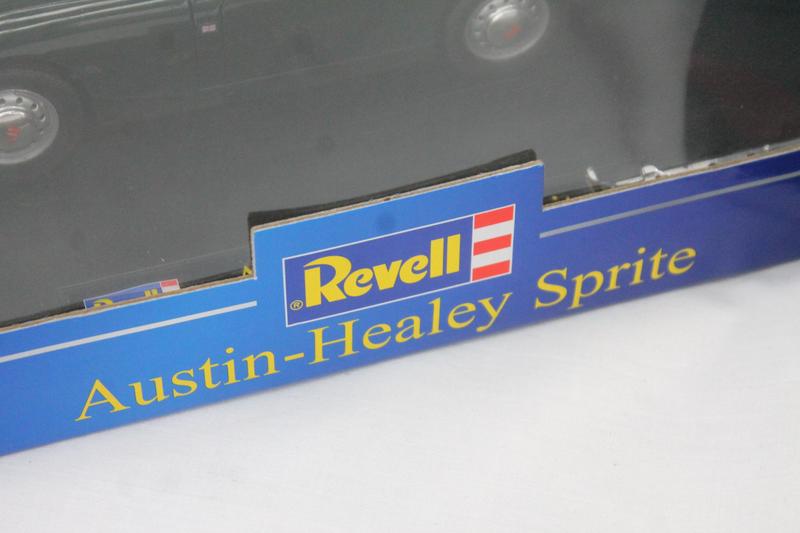 ® Revell
Austin-Healey Sprite